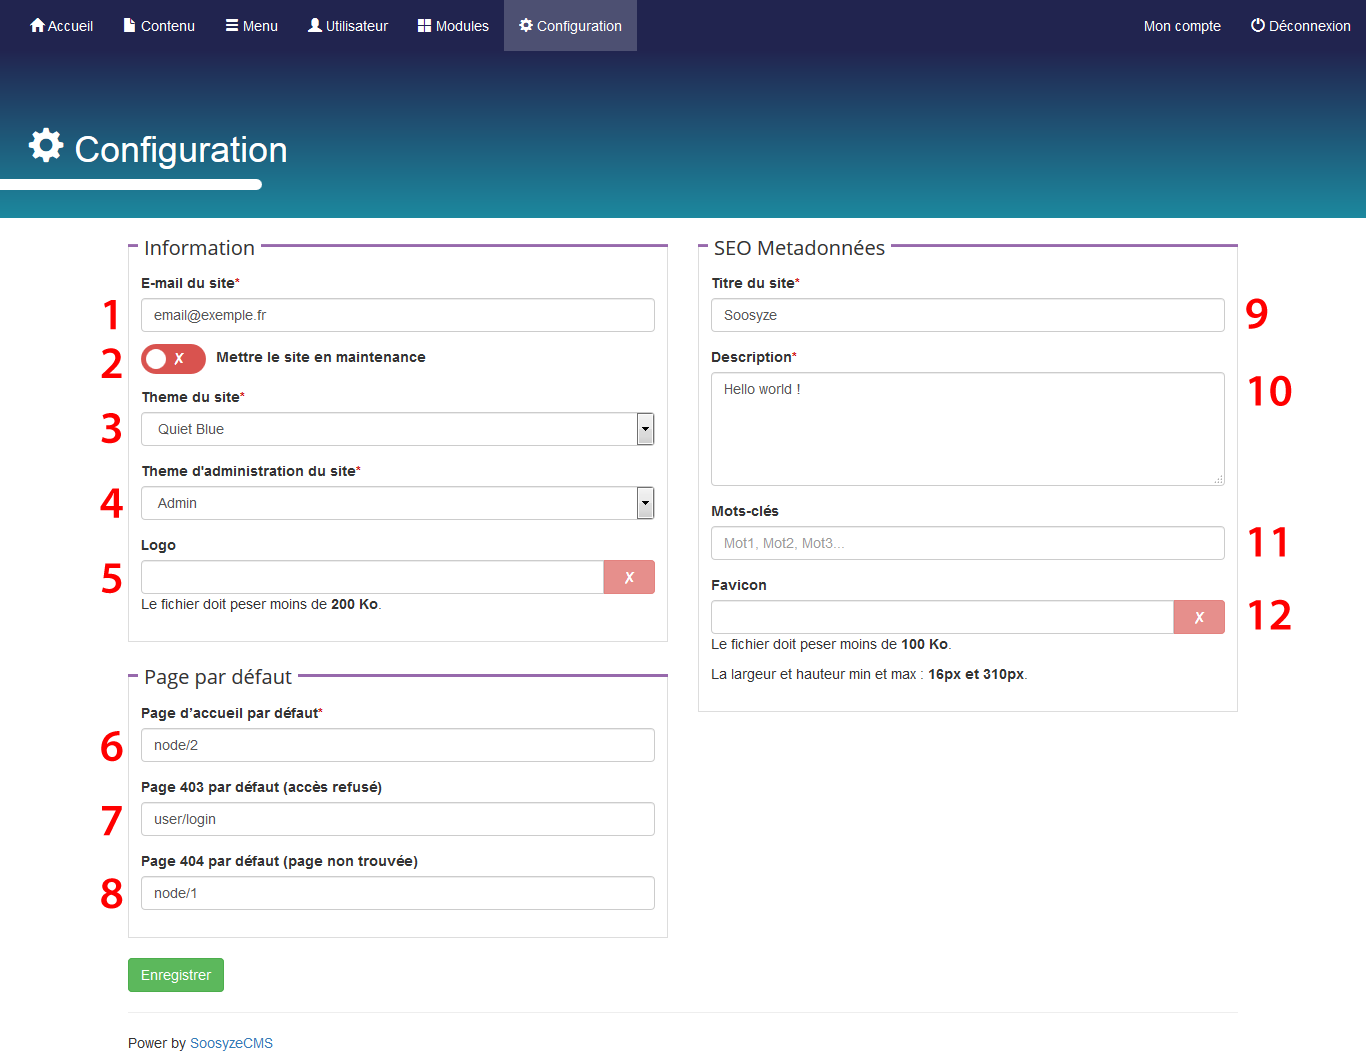 Accueil Contenu Menu Utilisateur Modules Configuration Mon compte Déconnexion
Configuration
Information
E-mail du site*
1 email@exemple.fr
2 X Mettre le site en maintenance
Theme du site*
3 Quiet Blue
Theme d'administration du site*
4 Admin
Logo
5 X
Le fichier doit peser moins de 200 Ko.
Page par défaut
Page d’accueil par défaut*
6 node/2
Page 403 par défaut (accès refusé)
7 user/login
Page 404 par défaut (page non trouvée)
8 node/1
SEO Metadonnées
Titre du site*
Soosyze 9
Description*
Hello world ! 10
Mots-clés
Mot1, Mot2, Mot3... 11
Favicon
X 12
Le fichier doit peser moins de 100 Ko.
La largeur et hauteur min et max : 16px et 310px.
Enregistrer
Power by SoosyzeCMS